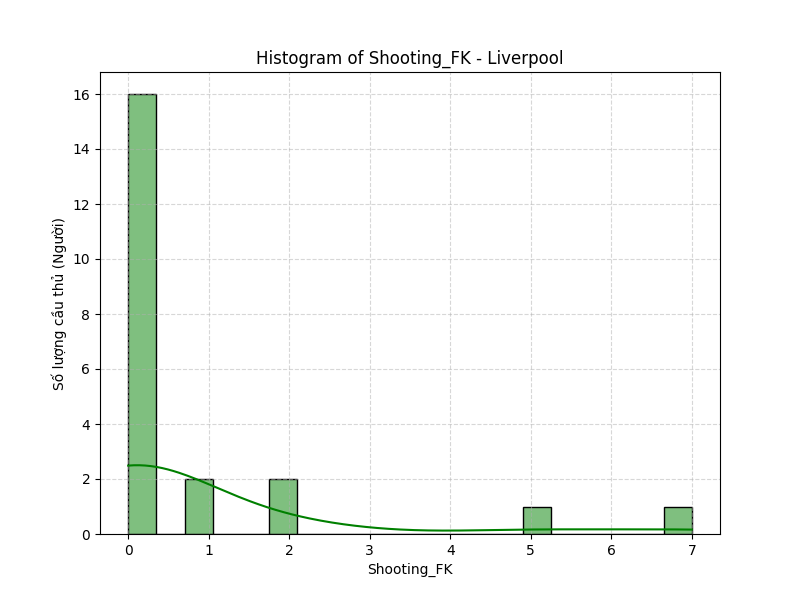 Histogram of Shooting_FK - Liverpool
Số lượng cầu thủ (Người)
16
14
12
10
8
6
4
2
0
0 1 2 3 4 5 6 7
Shooting_FK